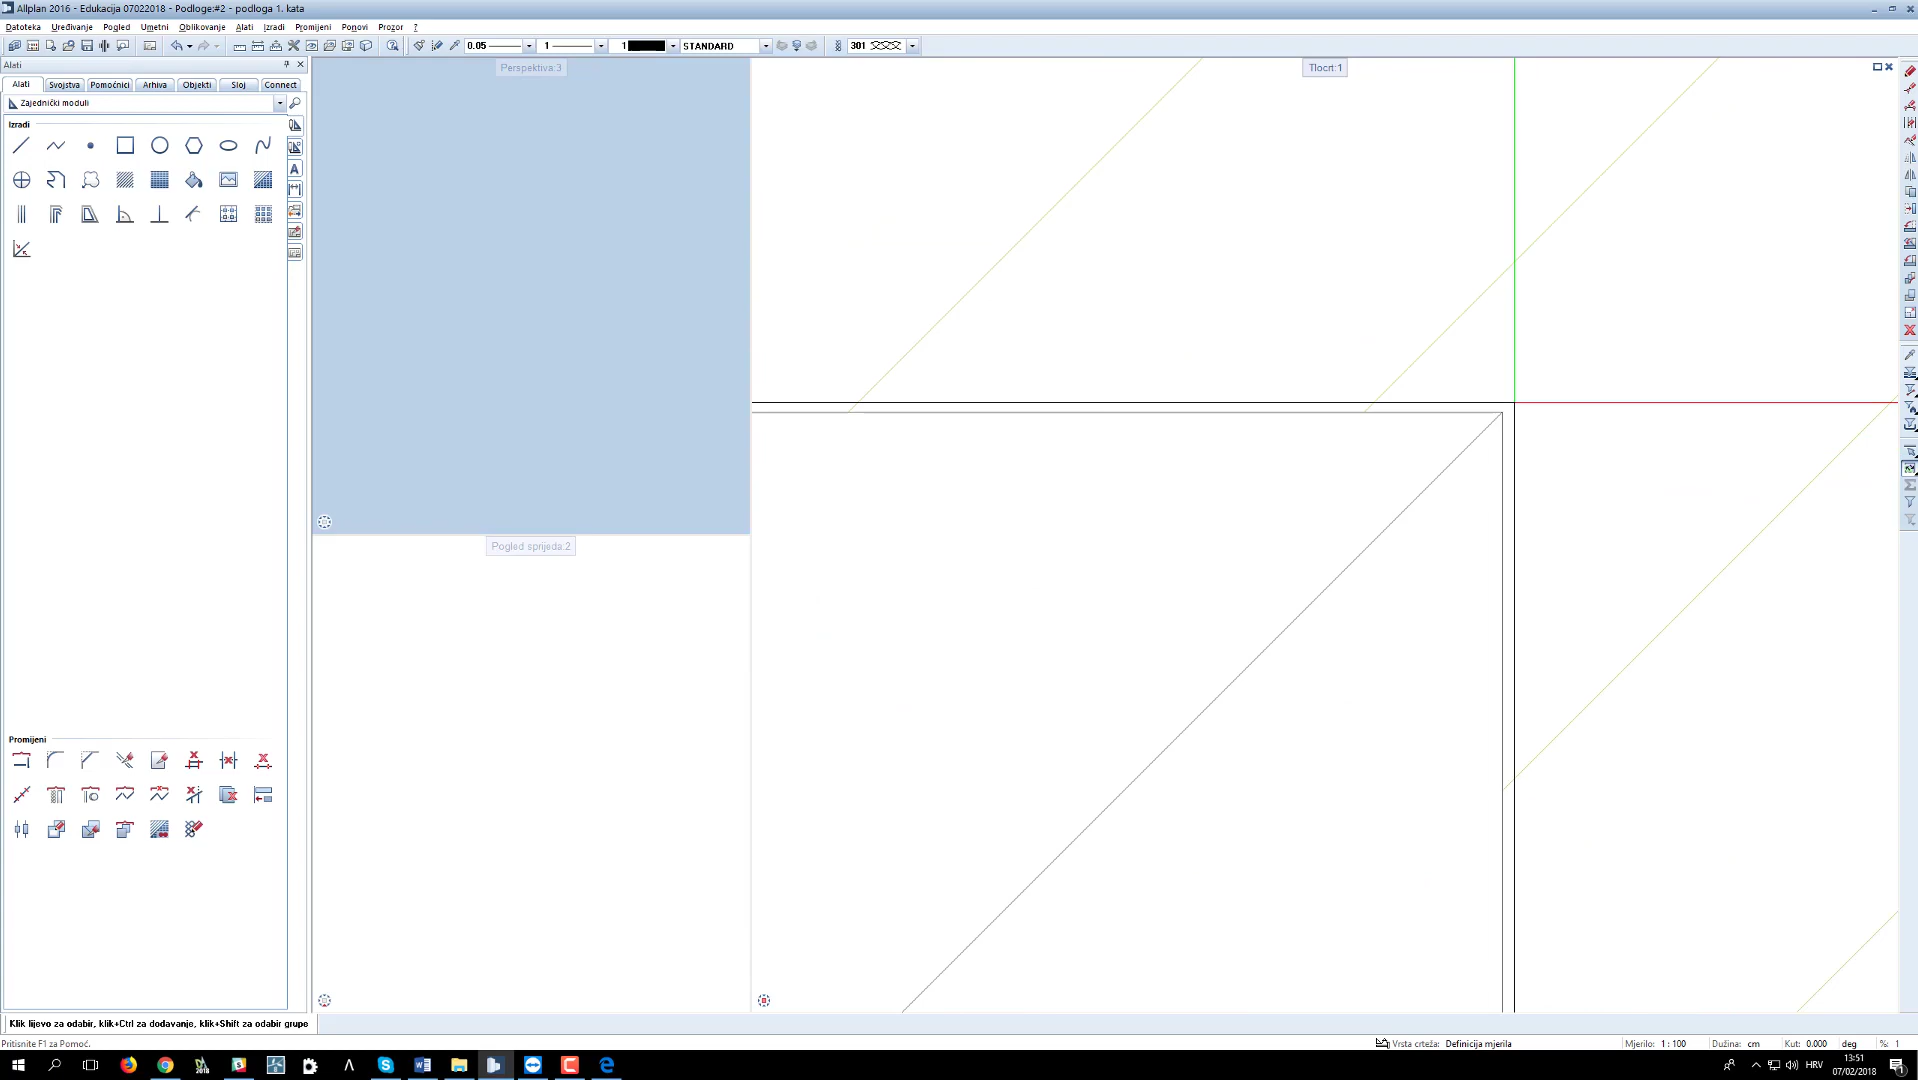 Allplan 2016 - Edukacija 07022018 - Podloge:#2 - podloga 1. kata
Datoteka Uređivanje Pogled Umetni Oblikovanje Alati Izradi Promijeni Ponovi Prozor ?
0.05 1 1 STANDARD 301
Alati
Alati Svojstva Pomoćnici Arhiva Objekti Sloj Connect
Zajednički moduli
Izradi
Perspektiva:3
Tlocrt:1
Pogled sprijeda:2
Promijeni
Klik lijevo za odabir, klik+Ctrl za dodavanje, klik+Shift za odabir grupe
Pritisnite F1 za Pomoć.
Vrsta crteža: Definicija mjerila Mjerilo: 1 : 100 Dužina: cm Kut: 0.000 deg %: 1
HRV
13:51
07/02/2018